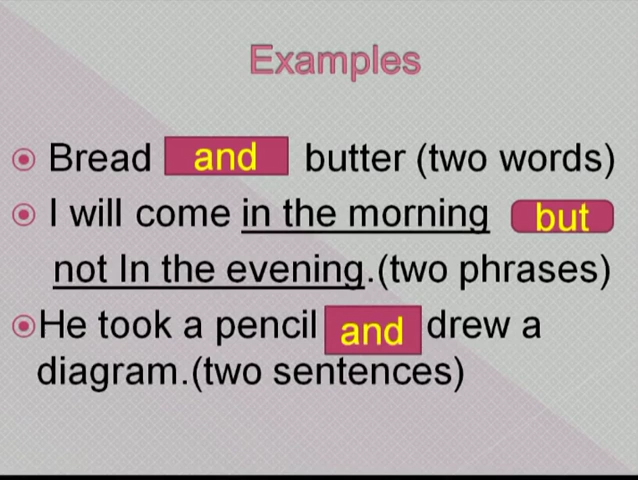 Examples
Bread and butter (two words)
I will come in the morning but
not In the evening.(two phrases)
He took a pencil and drew a
diagram.(two sentences)